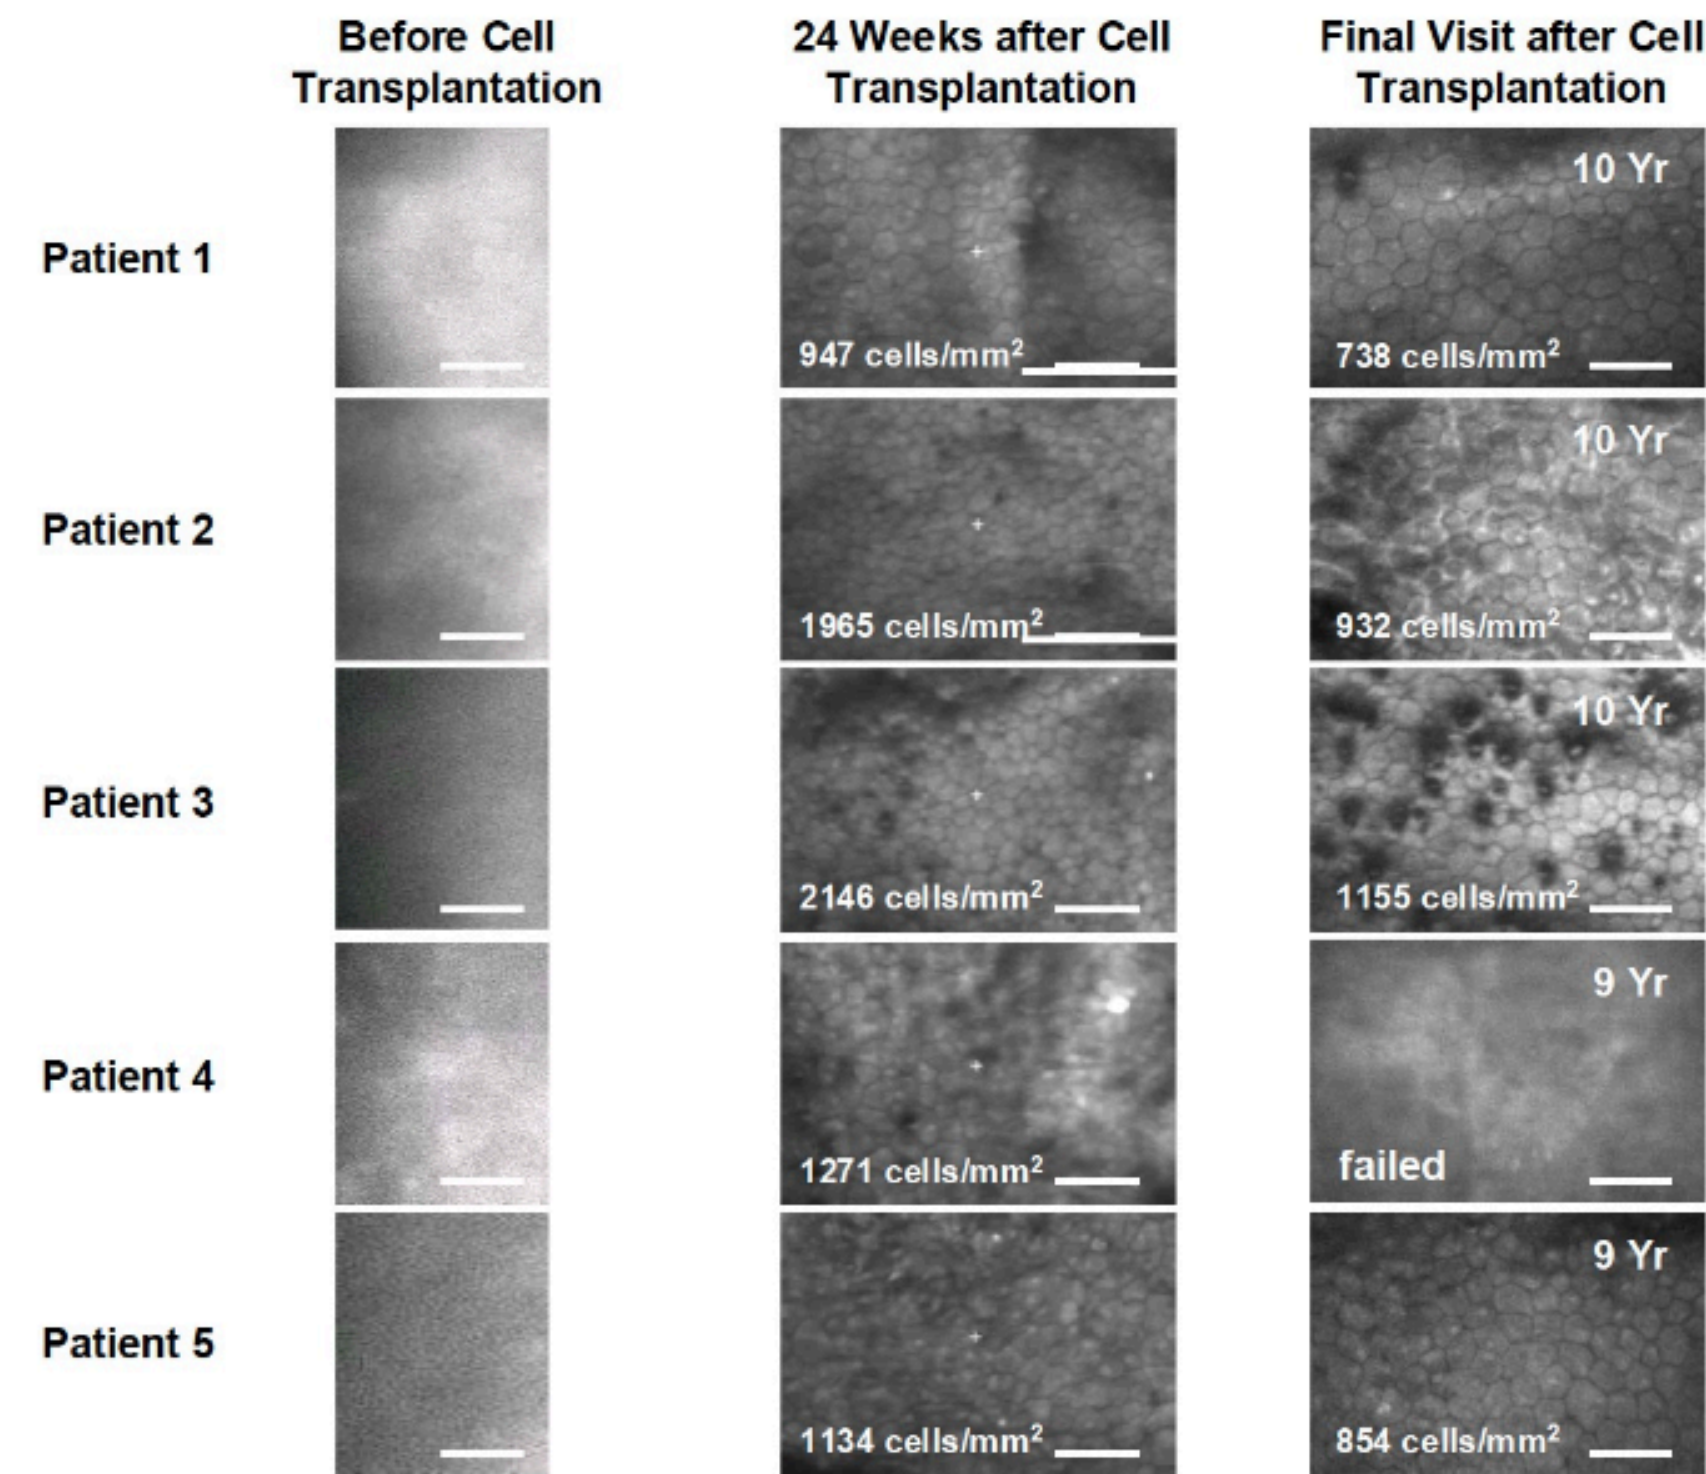 Before Cell
Transplantation
24 Weeks after Cell
Transplantation
Final Visit after Cell
Transplantation
Patient 1
947 cells/mm²
10 Yr
738 cells/mm²
Patient 2
1965 cells/mm²
10 Yr
932 cells/mm²
Patient 3
2146 cells/mm²
10 Yr
1155 cells/mm²
Patient 4
1271 cells/mm²
9 Yr
failed
Patient 5
1134 cells/mm²
9 Yr
854 cells/mm²